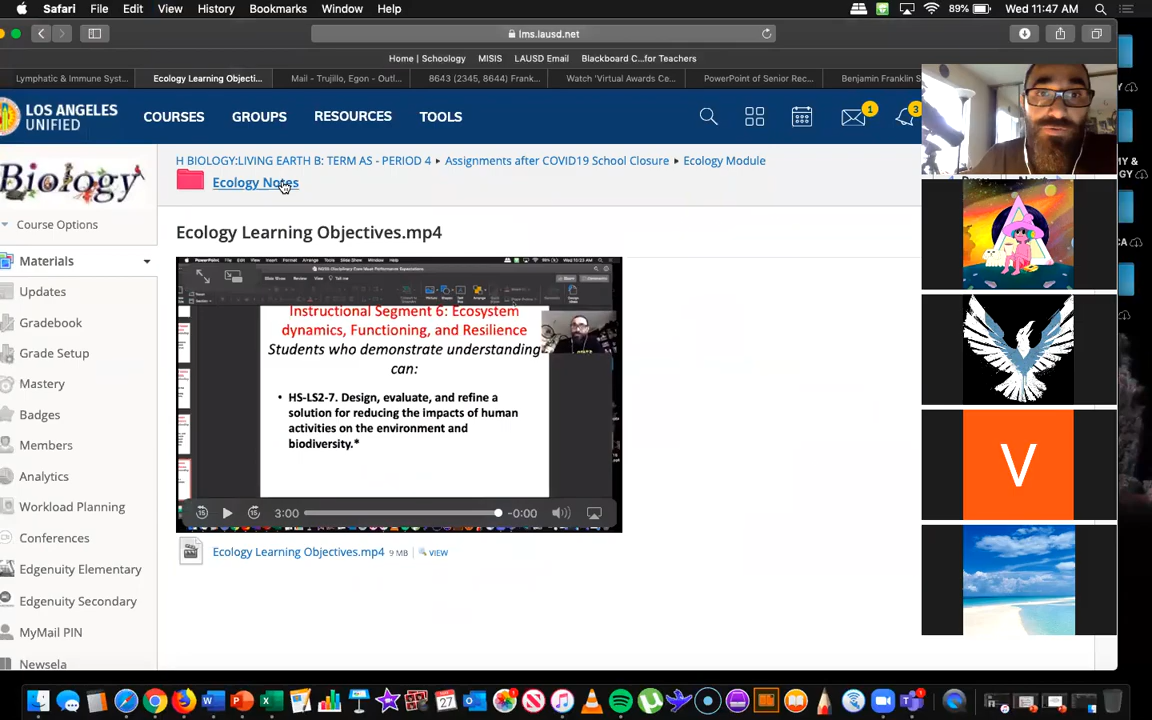 Safari File Edit View History Bookmarks Window Help 89% Wed 11:47 AM
lms.lausd.net
Home | Schoology MISIS LAUSD Email Blackboard C...for Teachers
Lymphatic & Immune Syst... Ecology Learning Objecti... Mail - Trujillo, Egon - Outl... 8643 (2345, 8644) Frank... Watch 'Virtual Awards Ce... PowerPoint of Senior Rec... Benjamin Franklin S
LOS ANGELES UNIFIED COURSES GROUPS RESOURCES TOOLS 1 3
H BIOLOGY:LIVING EARTH B: TERM AS - PERIOD 4 Assignments after COVID19 School Closure Ecology Module
Biology
Ecology Notes
Course Options
Ecology Learning Objectives.mp4
Materials
Updates
Gradebook
Grade Setup
Mastery
Badges
Members
Analytics
Workload Planning
Conferences
Edgenuity Elementary
Edgenuity Secondary
MyMail PIN
Newsela
Instructional Segment 6: Ecosystem
dynamics, Functioning, and Resilience
Students who demonstrate understanding
can:
• HS-LS2-7. Design, evaluate, and refine a
solution for reducing the impacts of human
activities on the environment and
biodiversity.*
15 15 3:00 -0:00
Ecology Learning Objectives.mp4 9 MB VIEW
V